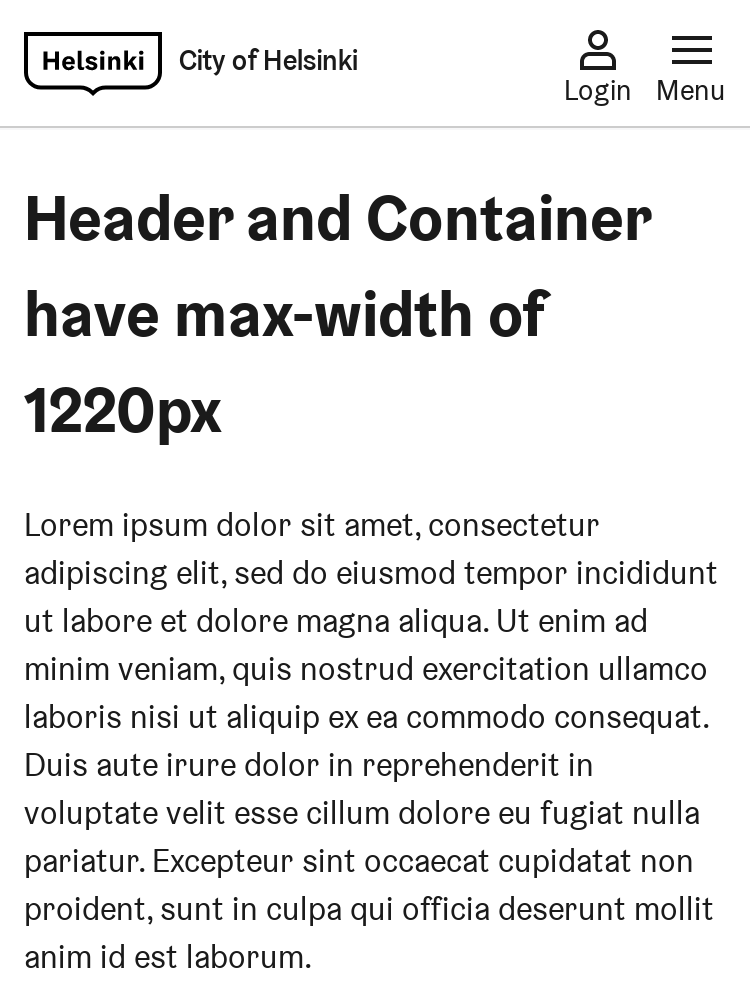 Helsinki City of Helsinki
Login Menu
Header and Container
have max-width of
1220px
Lorem ipsum dolor sit amet, consectetur
adipiscing elit, sed do eiusmod tempor incididunt
ut labore et dolore magna aliqua. Ut enim ad
minim veniam, quis nostrud exercitation ullamco
laboris nisi ut aliquip ex ea commodo consequat.
Duis aute irure dolor in reprehenderit in
voluptate velit esse cillum dolore eu fugiat nulla
pariatur. Excepteur sint occaecat cupidatat non
proident, sunt in culpa qui officia deserunt mollit
anim id est laborum.